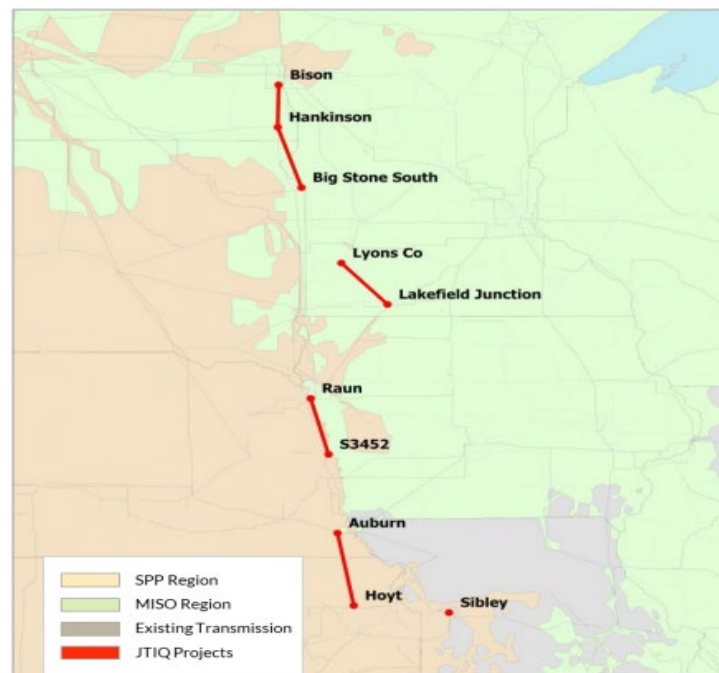 Bison
Hankinson
Big Stone South
Lyons Co
Lakefield Junction
Raun
S3452
Auburn
Hoyt
Sibley
SPP Region
MISO Region
Existing Transmission
JTIQ Projects